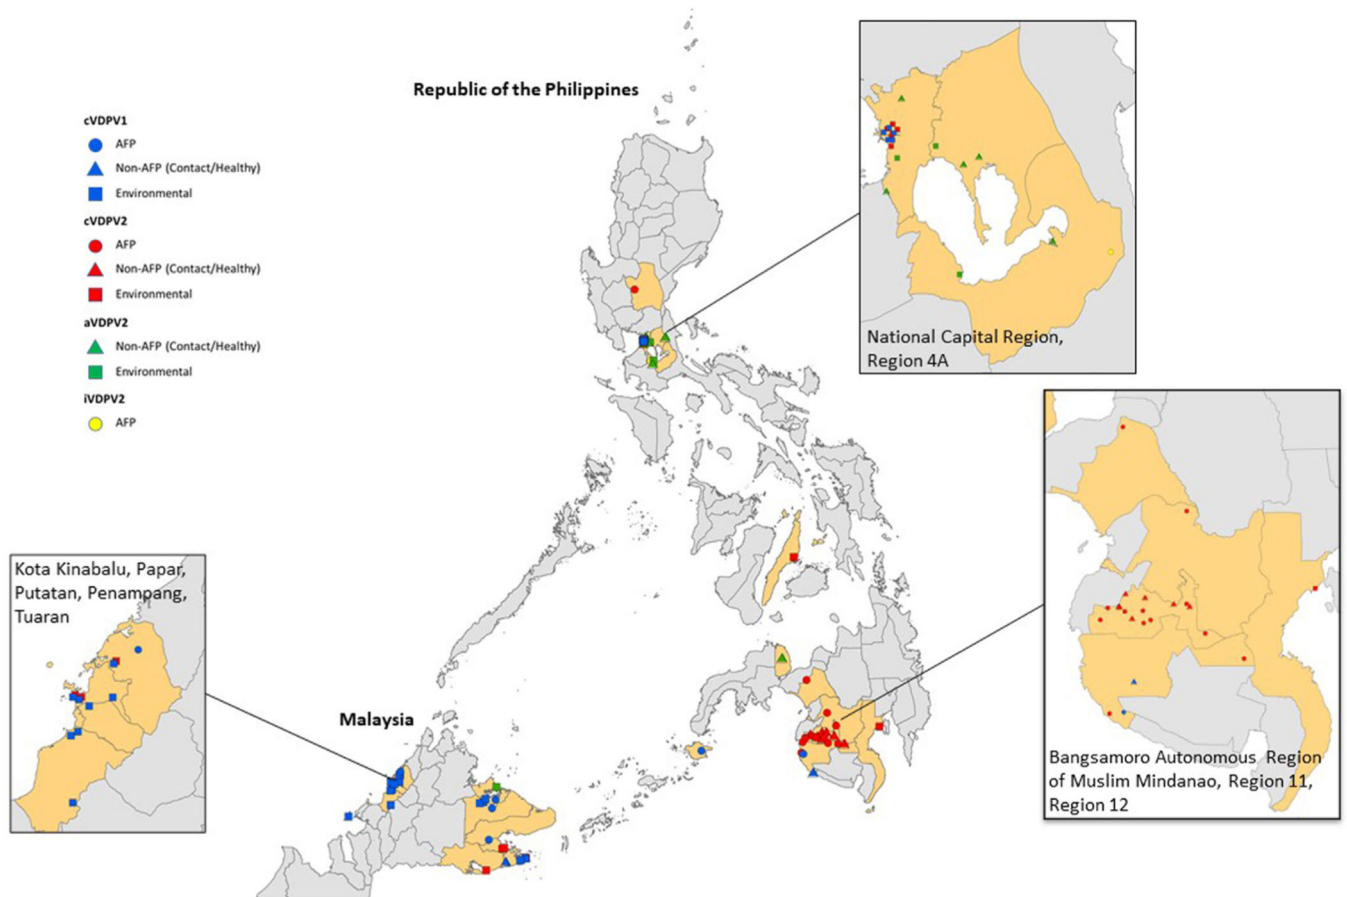 Republic of the Philippines
cVDPV1
AFP
Non-AFP (Contact/Healthy)
Environmental
cVDPV2
AFP
Non-AFP (Contact/Healthy)
Environmental
aVDPV2
Non-AFP (Contact/Healthy)
Environmental
iVDPV2
AFP
National Capital Region,
Region 4A
Kota Kinabalu, Papar,
Putatan, Penampang,
Tuaran
Malaysia
Bangsamoro Autonomous Region
of Muslim Mindanao, Region 11,
Region 12